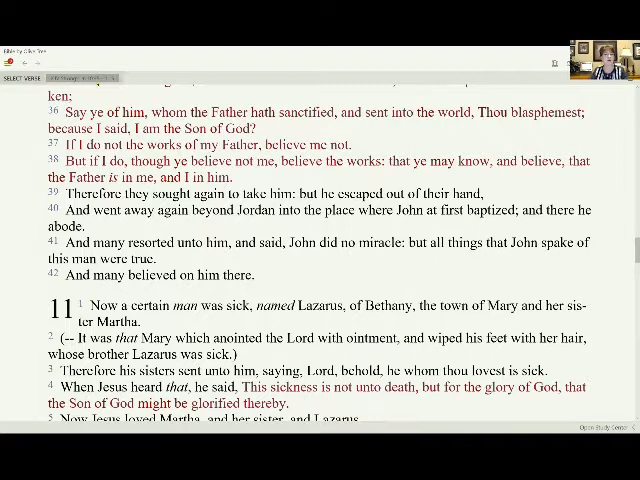 Bible by Olive Tree
SELECT VERSE
ken;
36 Say ye of him, whom the Father hath sanctified, and sent into the world, Thou blasphemest;
because I said, I am the Son of God?
37 If I do not the works of my Father, believe me not.
38 But if I do, though ye believe not me, believe the works: that ye may know, and believe, that
the Father is in me, and I in him.
39 Therefore they sought again to take him: but he escaped out of their hand,
40 And went away again beyond Jordan into the place where John at first baptized; and there he
abode.
41 And many resorted unto him, and said, John did no miracle: but all things that John spake of
this man were true.
42 And many believed on him there.
11 1 Now a certain man was sick, named Lazarus, of Bethany, the town of Mary and her sis-
ter Martha.
2 (-- It was that Mary which anointed the Lord with ointment, and wiped his feet with her hair,
whose brother Lazarus was sick.)
3 Therefore his sisters sent unto him, saying, Lord, behold, he whom thou lovest is sick.
4 When Jesus heard that, he said, This sickness is not unto death, but for the glory of God, that
the Son of God might be glorified thereby.
5 Now Jesus loved Martha, and her sister, and Lazarus.
Open Study Center